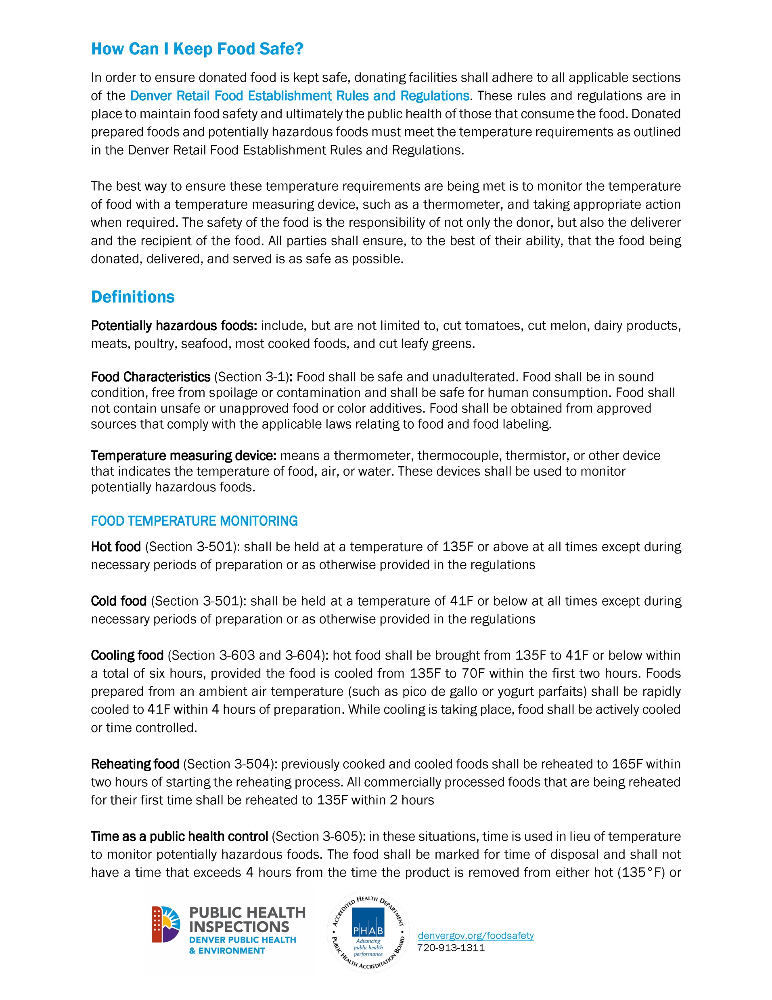 How Can I Keep Food Safe?
In order to ensure donated food is kept safe, donating facilities shall adhere to all applicable sections
of the Denver Retail Food Establishment Rules and Regulations. These rules and regulations are in
place to maintain food safety and ultimately the public health of those that consume the food. Donated
prepared foods and potentially hazardous foods must meet the temperature requirements as outlined
in the Denver Retail Food Establishment Rules and Regulations.
The best way to ensure these temperature requirements are being met is to monitor the temperature
of food with a temperature measuring device, such as a thermometer, and taking appropriate action
when required. The safety of the food is the responsibility of not only the donor, but also the deliverer
and the recipient of the food. All parties shall ensure, to the best of their ability, that the food being
donated, delivered, and served is as safe as possible.
Definitions
Potentially hazardous foods: include, but are not limited to, cut tomatoes, cut melon, dairy products,
meats, poultry, seafood, most cooked foods, and cut leafy greens.
Food Characteristics (Section 3-1): Food shall be safe and unadulterated. Food shall be in sound
condition, free from spoilage or contamination and shall be safe for human consumption. Food shall
not contain unsafe or unapproved food or color additives. Food shall be obtained from approved
sources that comply with the applicable laws relating to food and food labeling.
Temperature measuring device: means a thermometer, thermocouple, thermistor, or other device
that indicates the temperature of food, air, or water. These devices shall be used to monitor
potentially hazardous foods.
FOOD TEMPERATURE MONITORING
Hot food (Section 3-501): shall be held at a temperature of 135F or above at all times except during
necessary periods of preparation or as otherwise provided in the regulations
Cold food (Section 3-501): shall be held at a temperature of 41F or below at all times except during
necessary periods of preparation or as otherwise provided in the regulations
Cooling food (Section 3-603 and 3-604): hot food shall be brought from 135F to 41F or below within
a total of six hours, provided the food is cooled from 135F to 70F within the first two hours. Foods
prepared from an ambient air temperature (such as pico de gallo or yogurt parfaits) shall be rapidly
cooled to 41F within 4 hours of preparation. While cooling is taking place, food shall be actively cooled
or time controlled.
Reheating food (Section 3-504): previously cooked and cooled foods shall be reheated to 165F within
two hours of starting the reheating process. All commercially processed foods that are being reheated
for their first time shall be reheated to 135F within 2 hours
Time as a public health control (Section 3-605): in these situations, time is used in lieu of temperature
to monitor potentially hazardous foods. The food shall be marked for time of disposal and shall not
have a time that exceeds 4 hours from the time the product is removed from either hot (135°F) or
PUBLIC HEALTH
INSPECTIONS
DENVER PUBLIC HEALTH
& ENVIRONMENT
ACCREDITED HEALTH DEPARTMENT
PHAB
Advancing
public health
performance
PUBLIC HEALTH ACCREDITATION BOARD
denvergov.org/foodsafety
720-913-1311